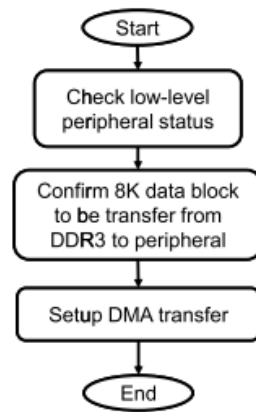 Start
Check low-level
peripheral status
Confirm 8K data block
to be transfer from
DDR3 to peripheral
Setup DMA transfer
End